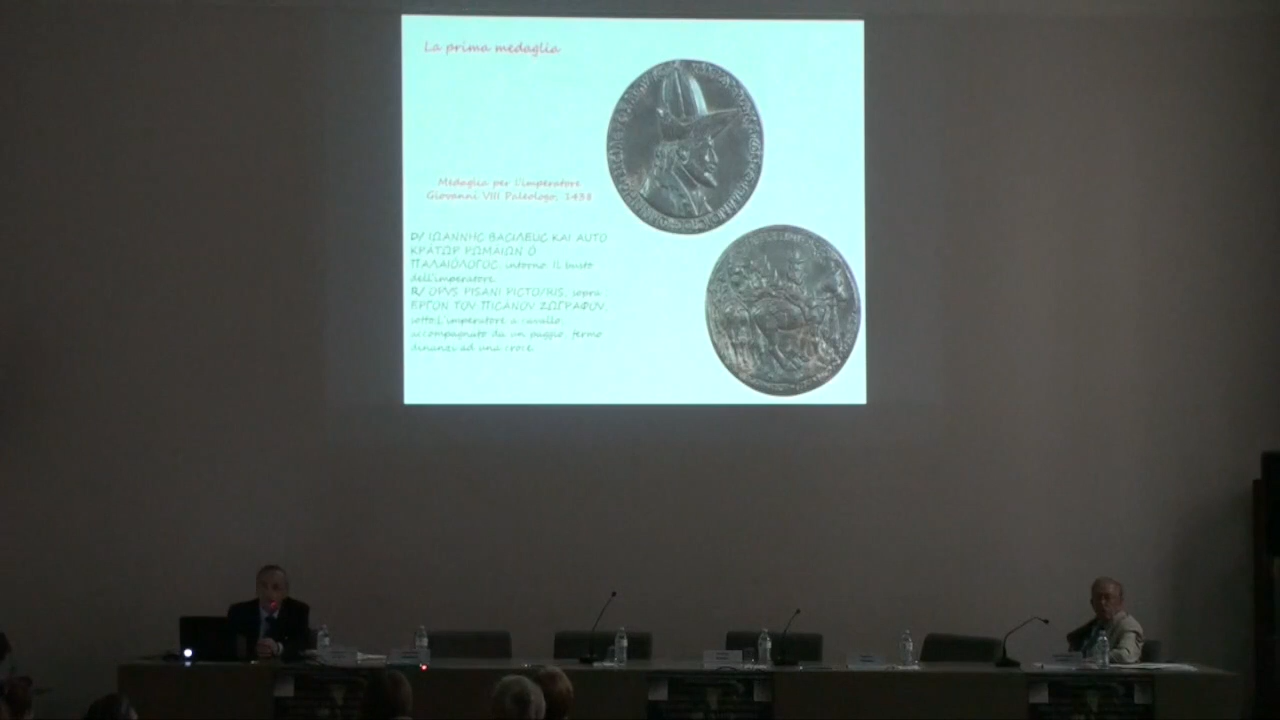 La prima medaglia
Medaglia per l'imperatore
Giovanni VIII Paleologo, 1438
D/ ΙΩΑΝΝΗϹ ΒΑϹΙΛΕΥϹ ΚΑΙ ΑΥΤΟ
ΚΡΑΤΩΡ ΡΩΜΑΙΩΝ Ο
ΠΑΛΑΙΟΛΟΓΟϹ, intorno il busto
dell'imperatore.
R/ OPVS PISANI PICTORIS, sopra
ΕΡΓΟΝ ΤΟΥ ΠΙϹΑΝΟΥ ΖΩΓΡΑΦΟΥ,
sotto L'imperatore a cavallo,
accompagnato da un paggio, fermo
dinanzi ad una croce.